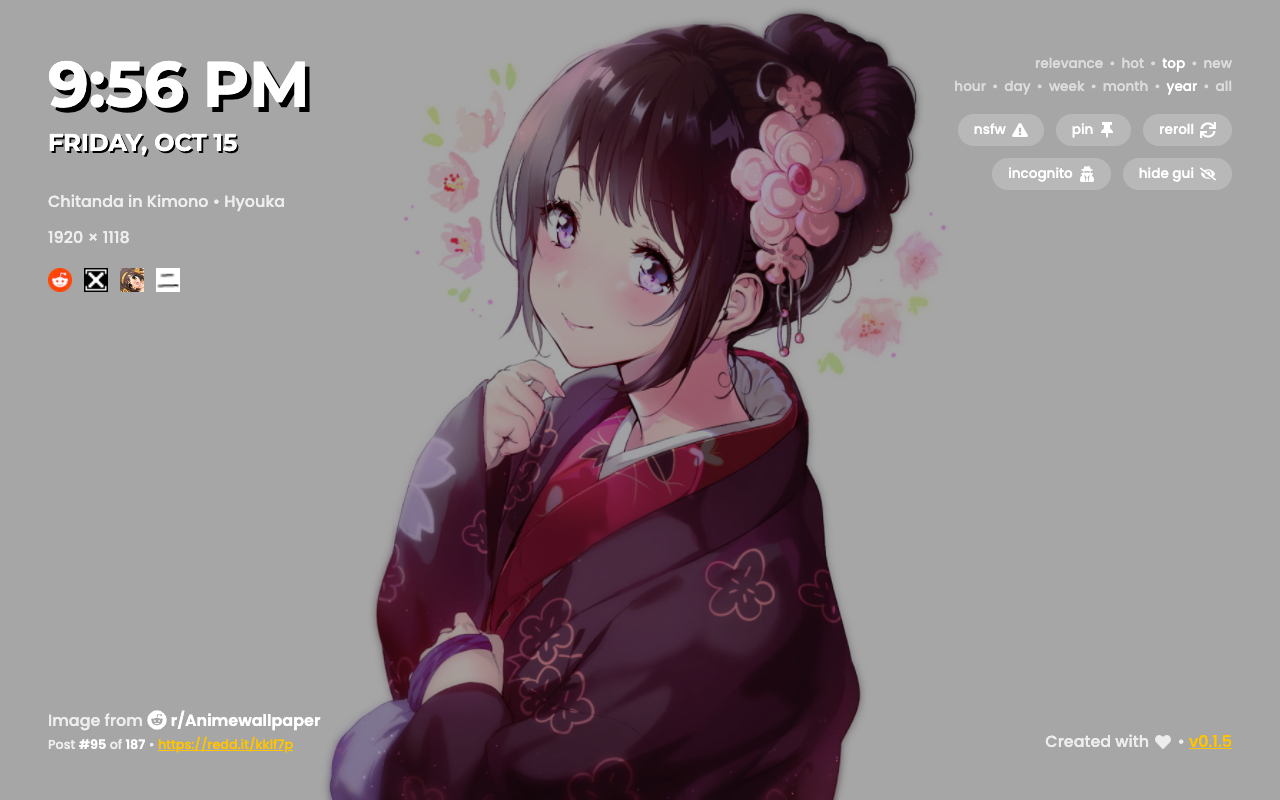 9:56 PM
FRIDAY, OCT 15
Chitanda in Kimono • Hyouka
1920 × 1118
relevance • hot • top • new
hour • day • week • month • year • all
nsfw
pin
reroll
incognito
hide gui
Image from r/Animewallpaper
Post #95 of 187 • https://redd.it/kklf7p
Created with • v0.1.5